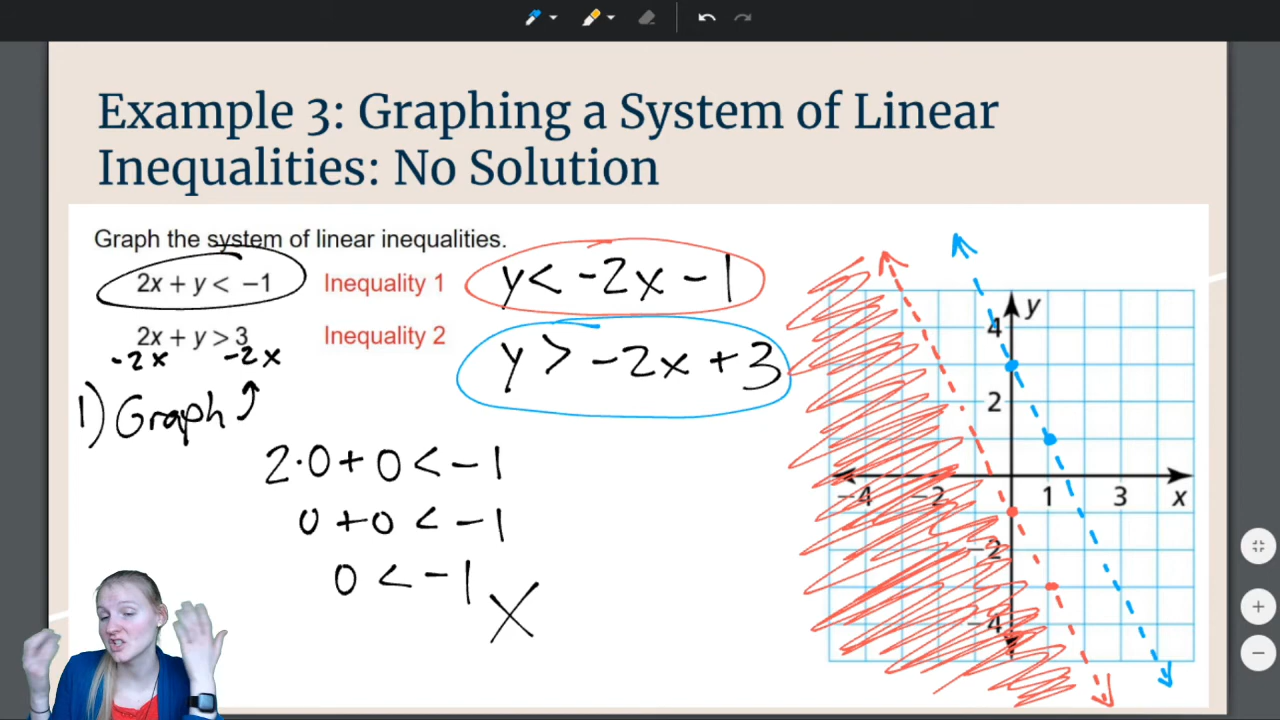 Example 3: Graphing a System of Linear
Inequalities: No Solution
Graph the system of linear inequalities.
2x + y < −1 Inequality 1 y < -2x - 1
2x + y > 3 Inequality 2 y > -2x + 3
-2x -2x
1) Graph
2·0 + 0 < -1
0 + 0 < -1
0 < -1 X
y
4
2
−4 −2 1 3 x
−2
−4